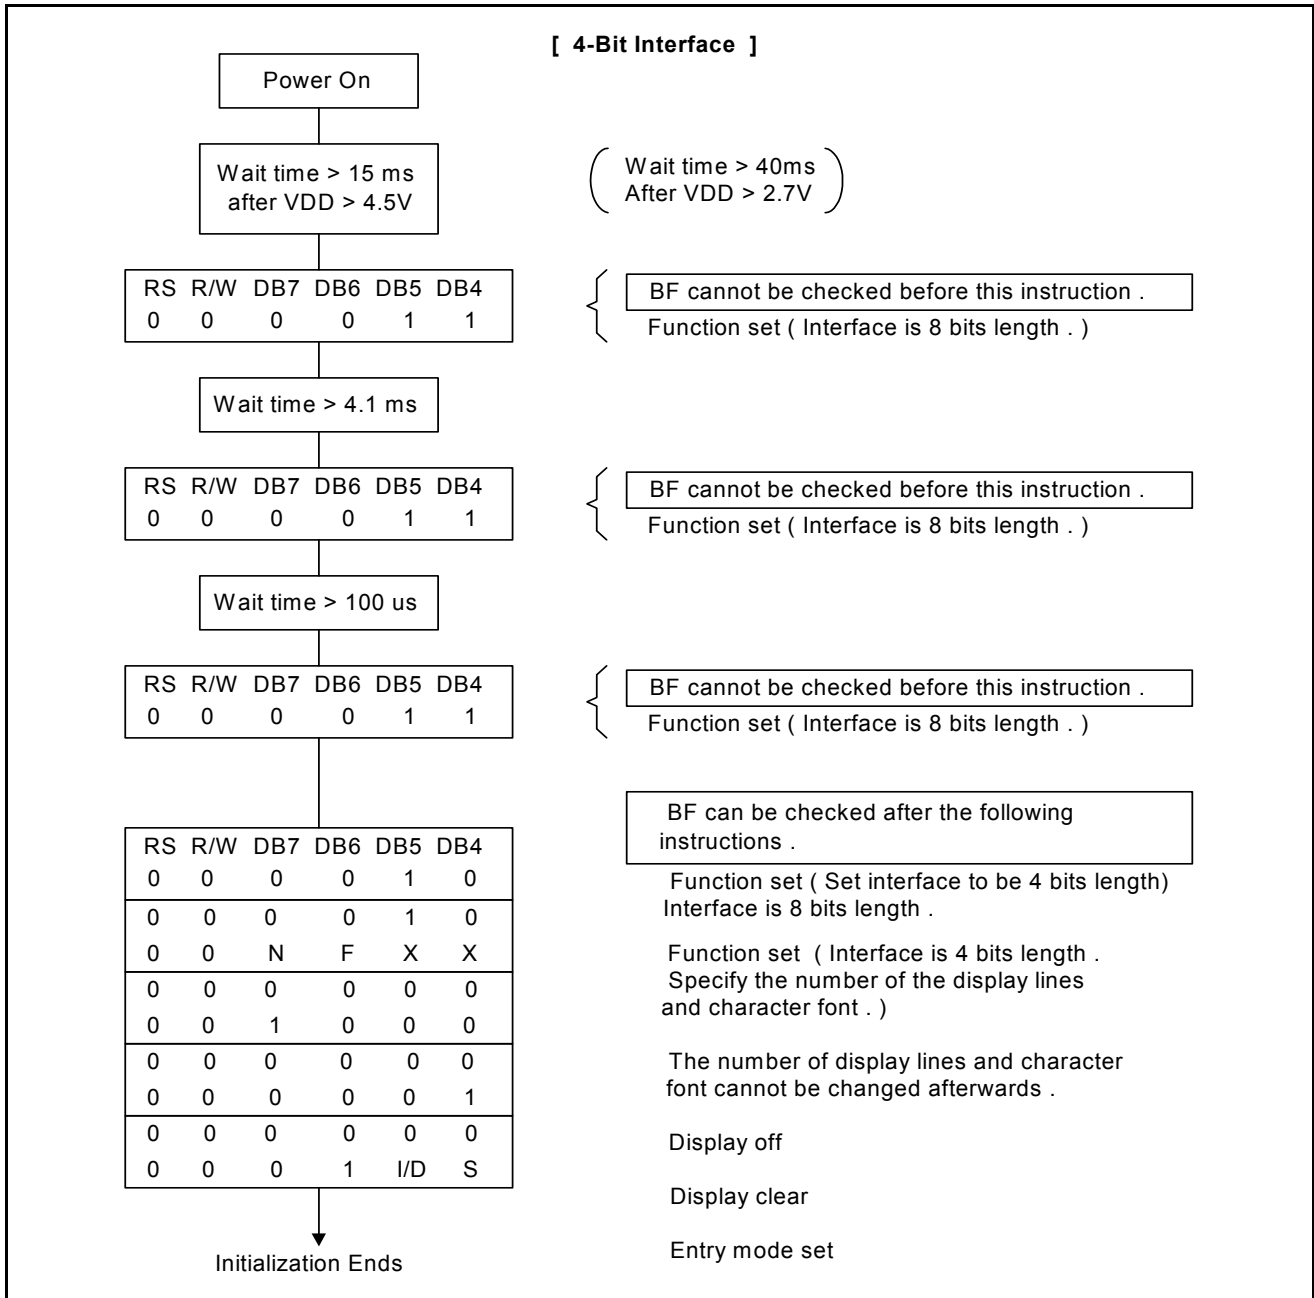 [ 4-Bit Interface ]
Power On
Wait time > 15 ms
after VDD > 4.5V
Wait time > 40ms
After VDD > 2.7V
RS R/W DB7 DB6 DB5 DB4
0 0 0 0 1 1
BF cannot be checked before this instruction .
Function set ( Interface is 8 bits length . )
Wait time > 4.1 ms
RS R/W DB7 DB6 DB5 DB4
0 0 0 0 1 1
BF cannot be checked before this instruction .
Function set ( Interface is 8 bits length . )
Wait time > 100 us
RS R/W DB7 DB6 DB5 DB4
0 0 0 0 1 1
BF cannot be checked before this instruction .
Function set ( Interface is 8 bits length . )
RS R/W DB7 DB6 DB5 DB4
0 0 0 0 1 0
0 0 0 0 1 0
0 0 N F X X
0 0 0 0 0 0
0 0 1 0 0 0
0 0 0 0 0 0
0 0 0 0 0 1
0 0 0 0 0 0
0 0 0 1 I/D S
BF can be checked after the following
instructions .
Function set ( Set interface to be 4 bits length)
Interface is 8 bits length .
Function set ( Interface is 4 bits length .
Specify the number of the display lines
and character font . )
The number of display lines and character
font cannot be changed afterwards .
Display off
Display clear
Entry mode set
Initialization Ends